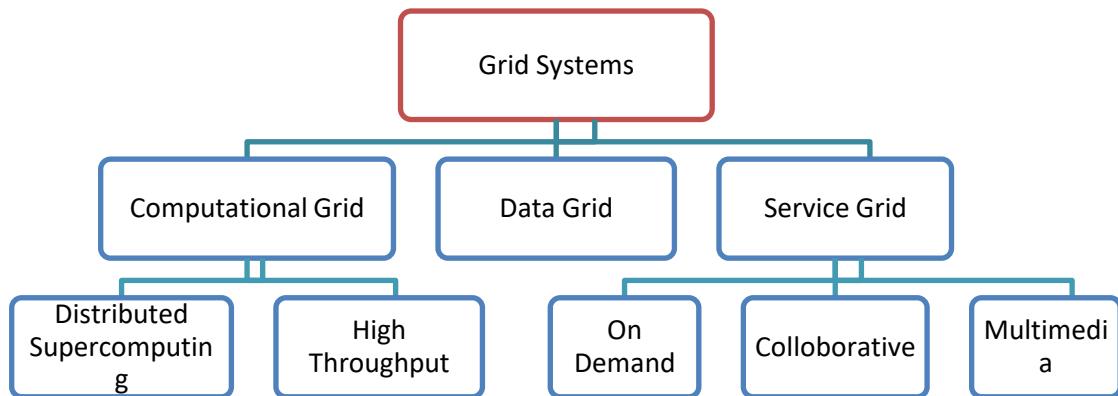 Grid Systems
Computational Grid
Data Grid
Service Grid
Distributed
Supercomputin
g
High
Throughput
On
Demand
Colloborative
Multimedi
a